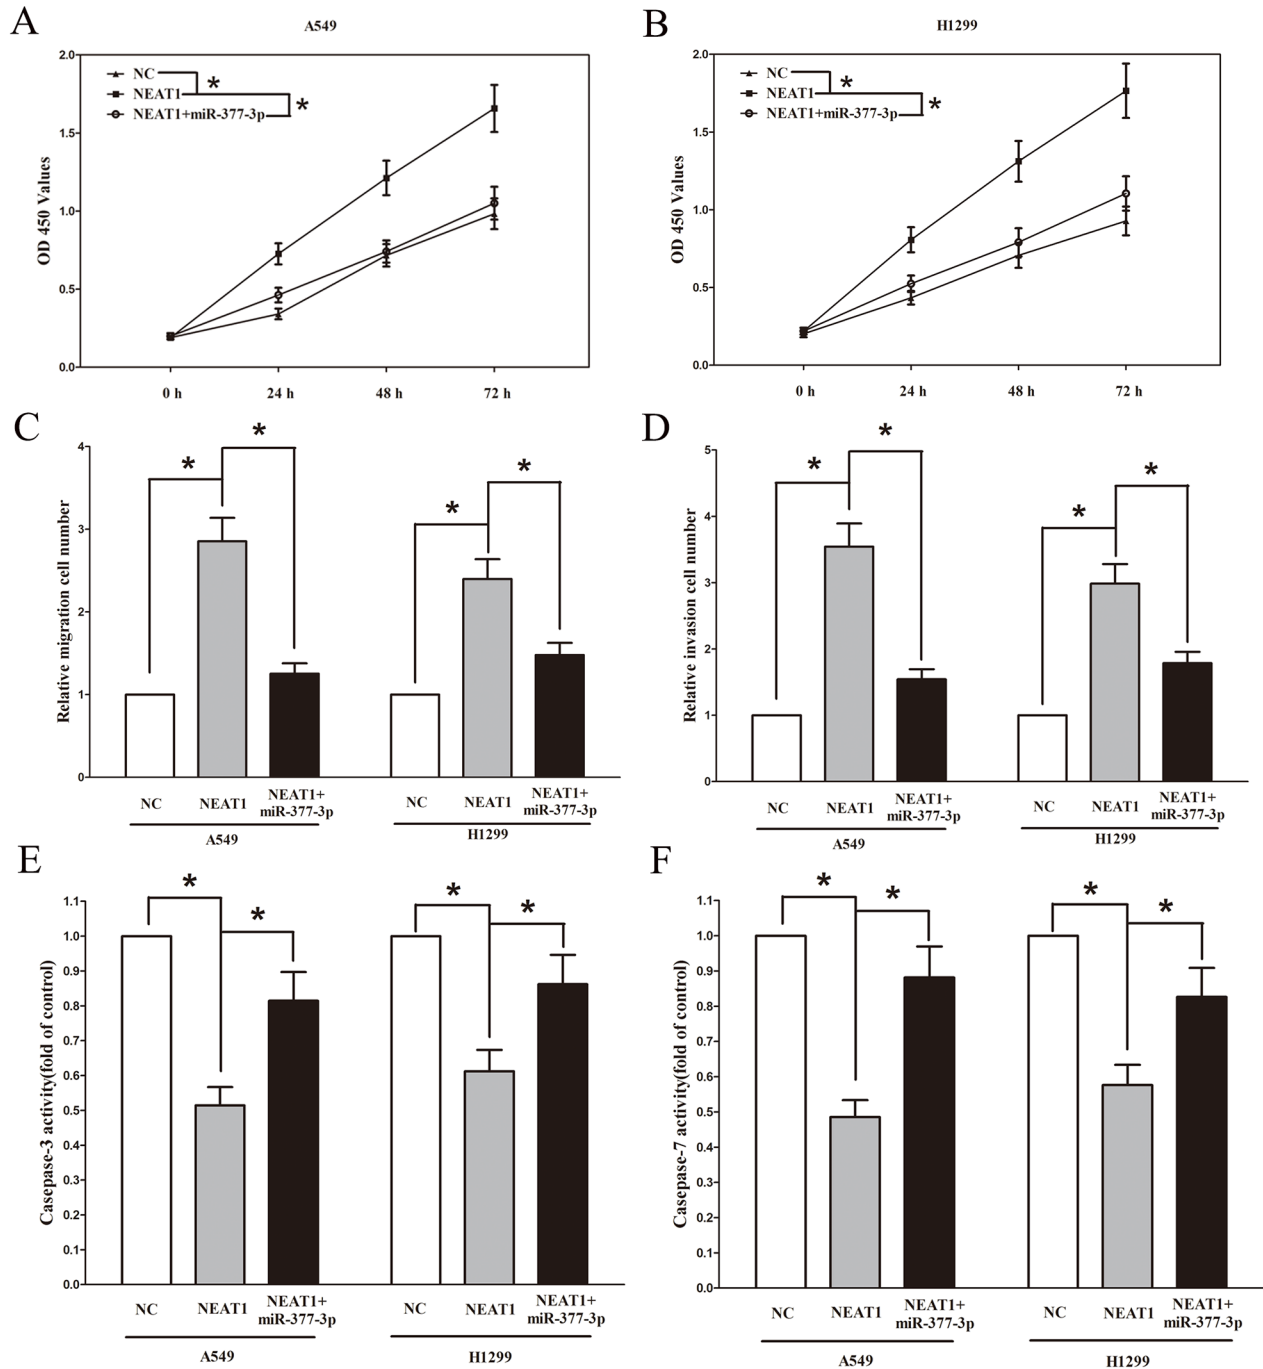 A
A549
2.0
1.5
1.0
0.5
0.0
OD 450 Values
NC
*
NEAT1
*
NEAT1+miR-377-3p
0 h
24 h
48 h
72 h
B
H1299
2.0
1.5
1.0
0.5
0.0
OD 450 Values
NC
*
NEAT1
*
NEAT1+miR-377-3p
0 h
24 h
48 h
72 h
C
4
3
2
1
0
Relative migration cell number
*
*
*
*
NC
NEAT1
NEAT1+
miR-377-3p
A549
NC
NEAT1
NEAT1+
miR-377-3p
H1299
D
5
4
3
2
1
0
Relative invasion cell number
*
*
*
*
NC
NEAT1
NEAT1+
miR-377-3p
A549
NC
NEAT1
NEAT1+
miR-377-3p
H1299
E
1.1
1.0
0.9
0.8
0.7
0.6
0.5
0.4
0.3
0.2
0.1
0.0
Casepase-3 activity(fold of control)
*
*
*
*
NC
NEAT1
NEAT1+
miR-377-3p
A549
NC
NEAT1
NEAT1+
miR-377-3p
H1299
F
1.1
1.0
0.9
0.8
0.7
0.6
0.5
0.4
0.3
0.2
0.1
0.0
Casepase-7 activity(fold of control)
*
*
*
*
NC
NEAT1
NEAT1+
miR-377-3p
A549
NC
NEAT1
NEAT1+
miR-377-3p
H1299